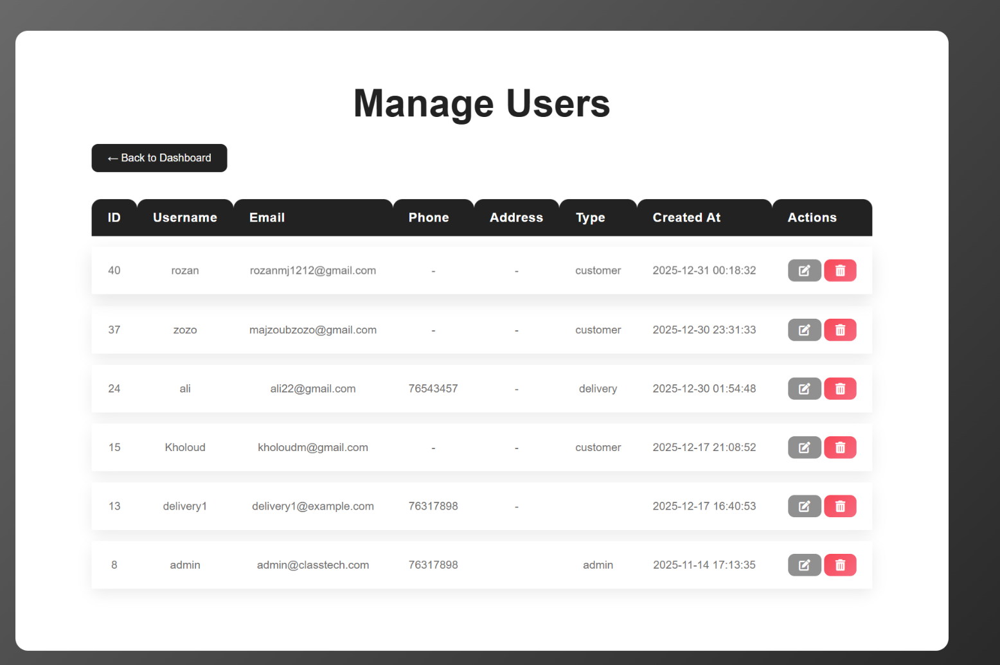 Manage Users
← Back to Dashboard
ID Username Email Phone Address Type Created At Actions
40 rozan rozanmj1212@gmail.com - - customer 2025-12-31 00:18:32
37 zozo majzoubzozo@gmail.com - - customer 2025-12-30 23:31:33
24 ali ali22@gmail.com 76543457 - delivery 2025-12-30 01:54:48
15 Kholoud kholoudm@gmail.com - - customer 2025-12-17 21:08:52
13 delivery1 delivery1@example.com 76317898 - 2025-12-17 16:40:53
8 admin admin@classtech.com 76317898 admin 2025-11-14 17:13:35